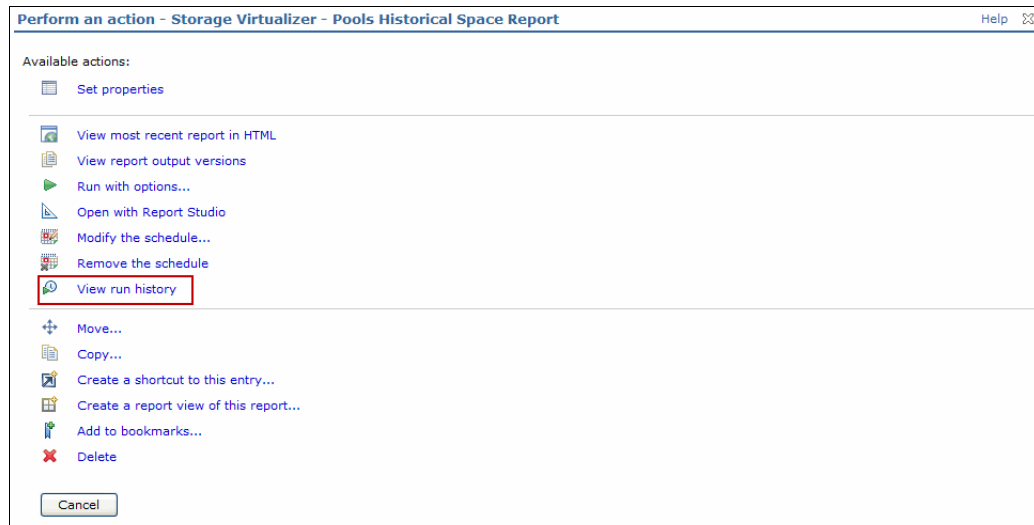 Perform an action - Storage Virtualizer - Pools Historical Space Report Help
Available actions:
Set properties
View most recent report in HTML
View report output versions
Run with options...
Open with Report Studio
Modify the schedule...
Remove the schedule
View run history
Move...
Copy...
Create a shortcut to this entry...
Create a report view of this report...
Add to bookmarks...
Delete
Cancel